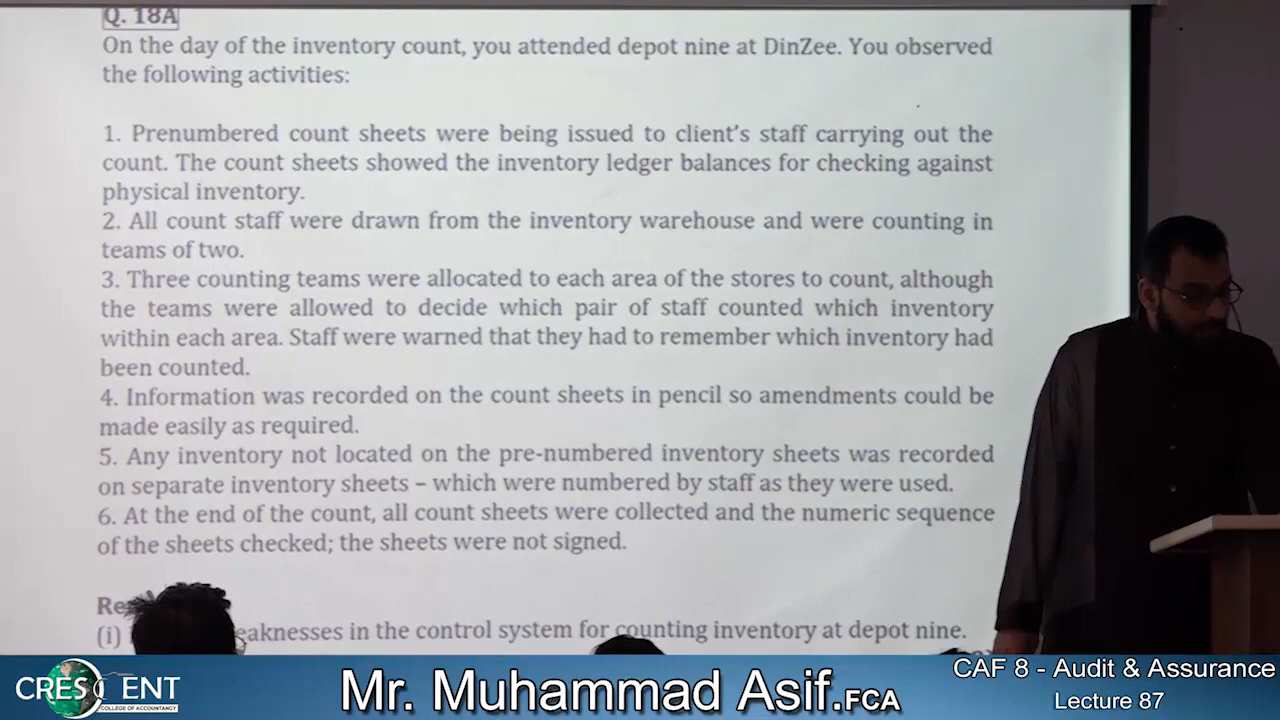 Q. 18A
On the day of the inventory count, you attended depot nine at DinZee. You observed
the following activities:
1. Prenumbered count sheets were being issued to client's staff carrying out the
count. The count sheets showed the inventory ledger balances for checking against
physical inventory.
2. All count staff were drawn from the inventory warehouse and were counting in
teams of two.
3. Three counting teams were allocated to each area of the stores to count, although
the teams were allowed to decide which pair of staff counted which inventory
within each area. Staff were warned that they had to remember which inventory had
been counted.
4. Information was recorded on the count sheets in pencil so amendments could be
made easily as required.
5. Any inventory not located on the pre-numbered inventory sheets was recorded
on separate inventory sheets – which were numbered by staff as they were used.
6. At the end of the count, all count sheets were collected and the numeric sequence
of the sheets checked; the sheets were not signed.
(i) in the control system for counting inventory at depot nine.
CRESCENT
COLLEGE OF ACCOUNTANCY
Mr. Muhammad Asif.FCA
CAF 8 - Audit & Assurance
Lecture 87